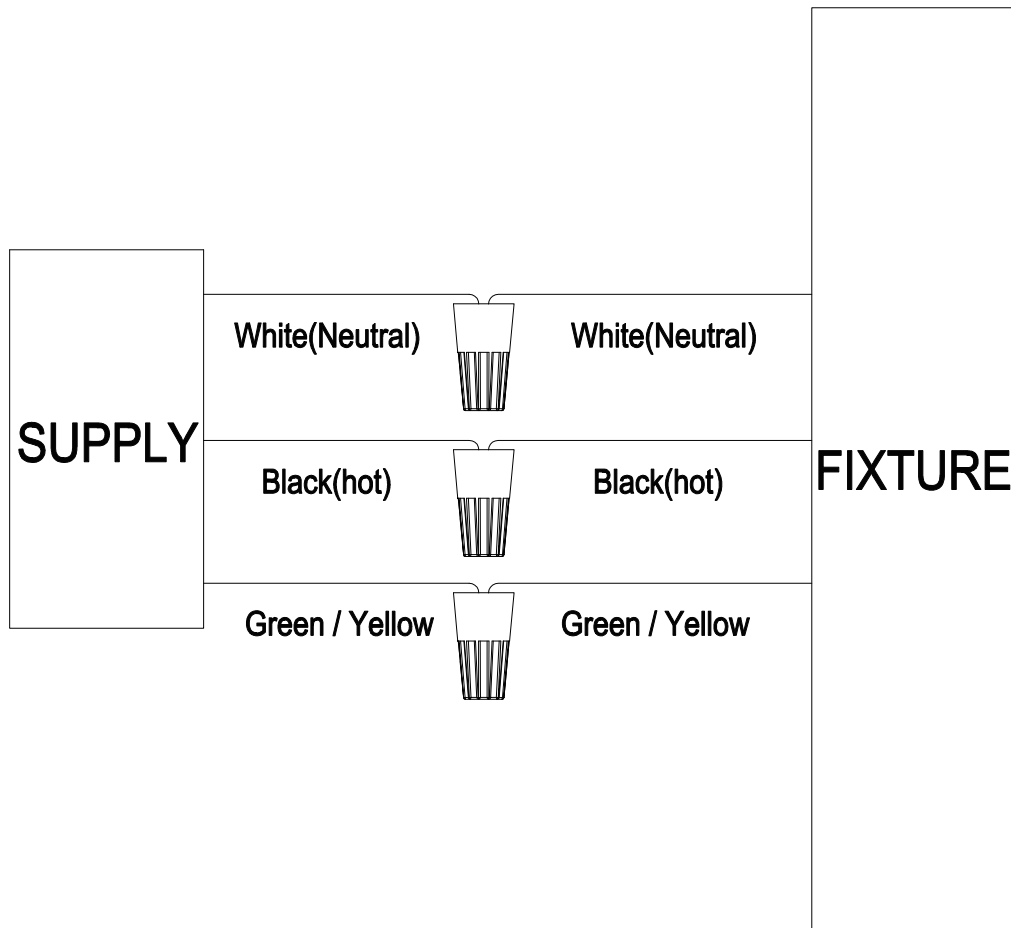 White(Neutral)
White(Neutral)
SUPPLY
FIXTURE
Black(hot)
Black(hot)
Green / Yellow
Green / Yellow